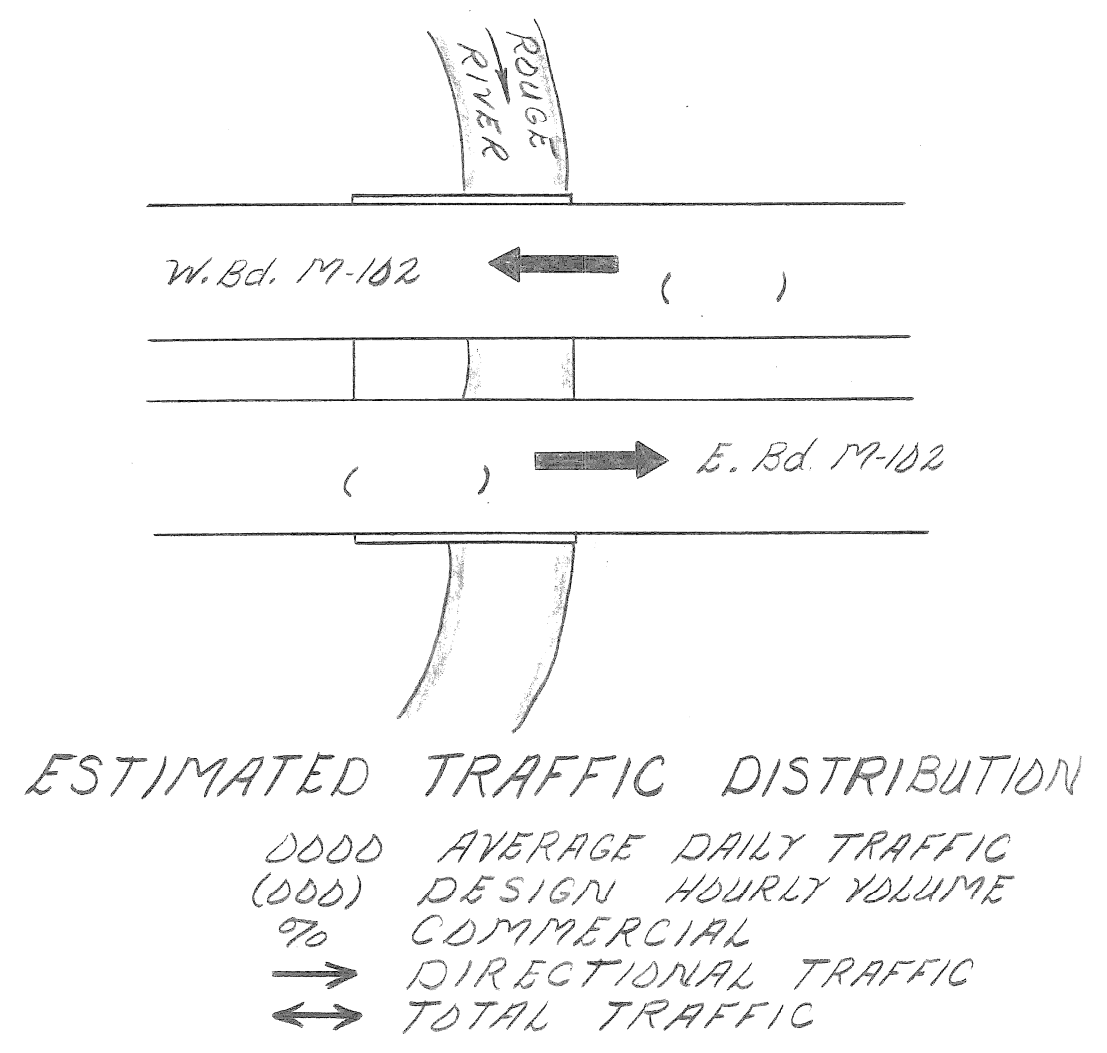 ROUGE
RIVER
W. Bd. M-102
(      )
(      )
E. Bd. M-102
ESTIMATED TRAFFIC DISTRIBUTION
0000 AVERAGE DAILY TRAFFIC
(000) DESIGN HOURLY VOLUME
% COMMERCIAL
→ DIRECTIONAL TRAFFIC
↔ TOTAL TRAFFIC